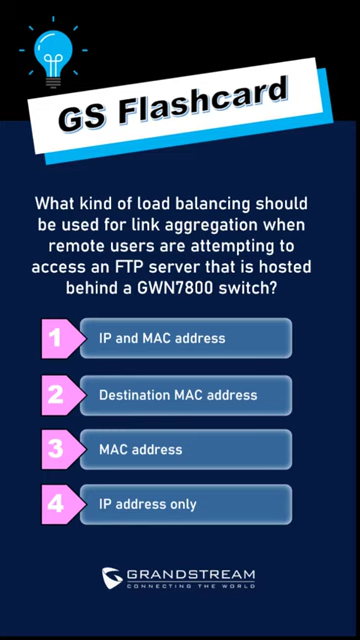 GS Flashcard
What kind of load balancing should
be used for link aggregation when
remote users are attempting to
access an FTP server that is hosted
behind a GWN7800 switch?
1 IP and MAC address
2 Destination MAC address
3 MAC address
4 IP address only
GRANDSTREAM
CONNECTING THE WORLD